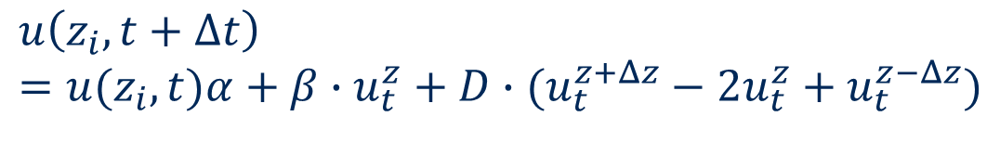 u(z_i, t + Δt)
= u(z_i, t)α + β · u_t^z + D · (u_t^{z+Δz} − 2u_t^z + u_t^{z−Δz})